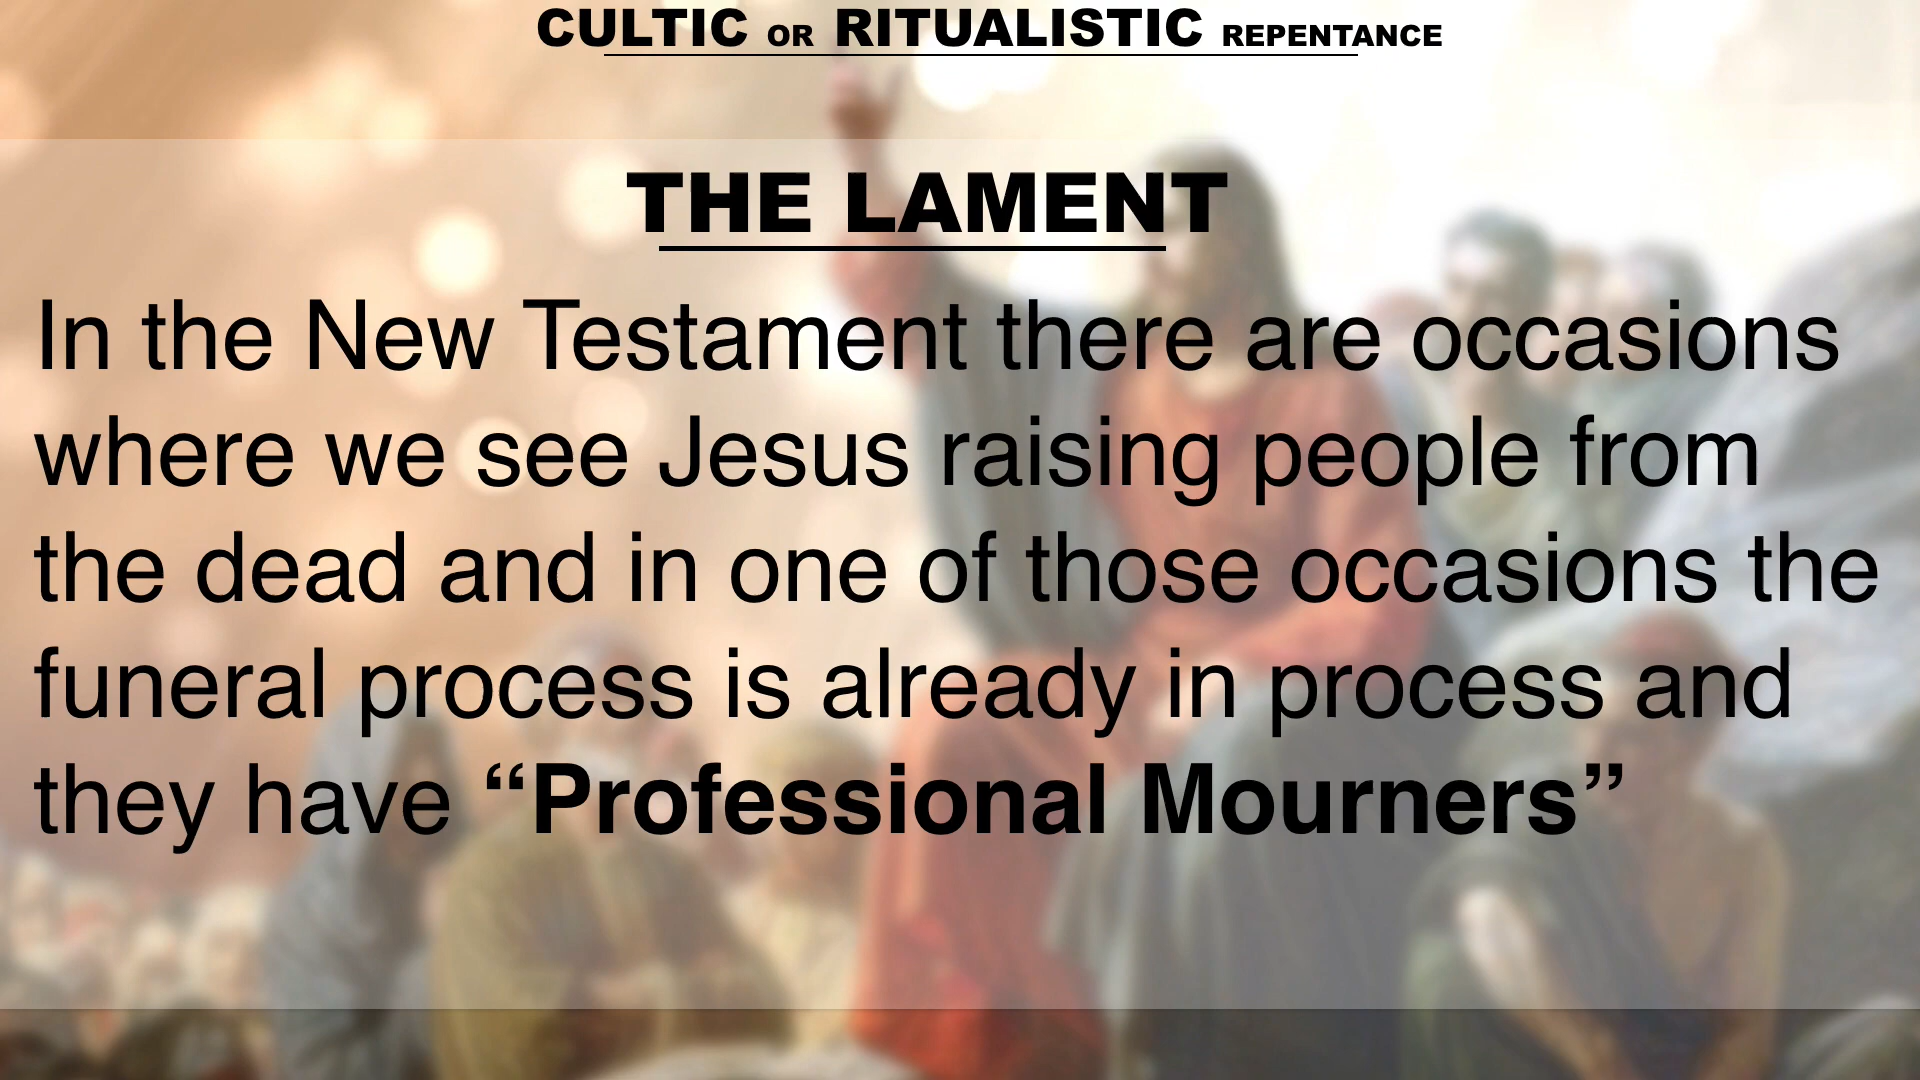 CULTIC OR RITUALISTIC REPENTANCE
THE LAMENT
In the New Testament there are occasions
where we see Jesus raising people from
the dead and in one of those occasions the
funeral process is already in process and
they have “Professional Mourners”